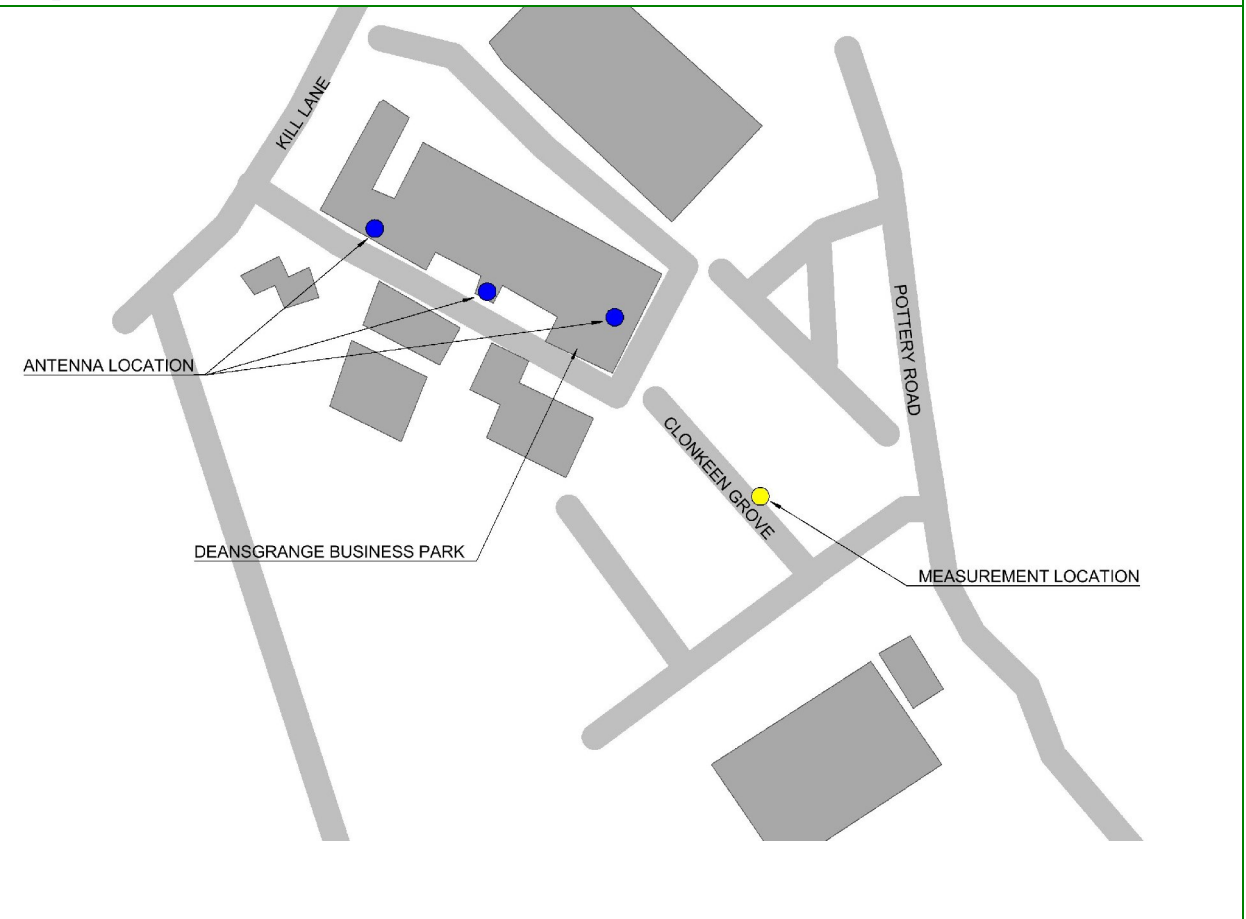 KILL LANE
POTTERY ROAD
ANTENNA LOCATION
CLONKEEN GROVE
DEANSGRANGE BUSINESS PARK
MEASUREMENT LOCATION